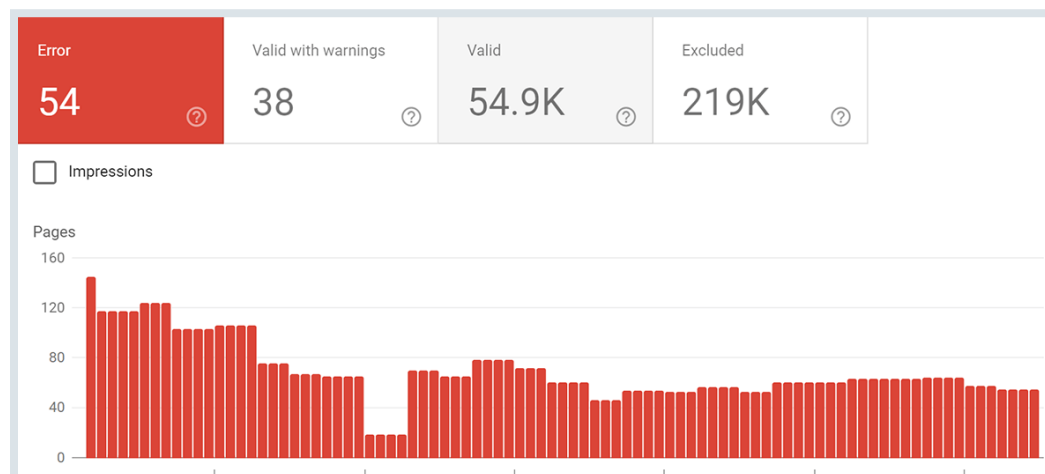 Error
54
Valid with warnings
38
Valid
54.9K
Excluded
219K
Impressions
Pages
160
120
80
40
0